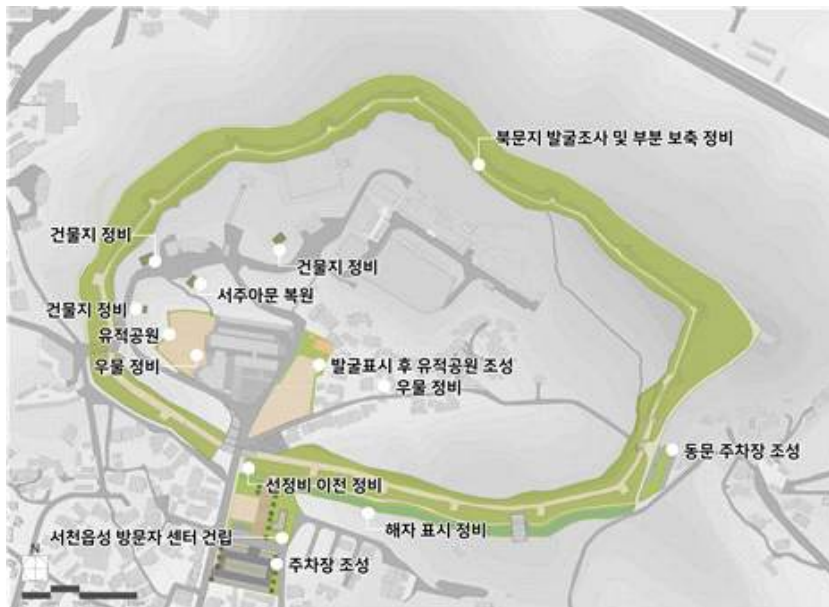 북문지 발굴조사 및 부분 보축 정비
건물지 정비
건물지 정비
서주아문 복원
건물지 정비
유적공원
우물 정비
발굴표시 후 유적공원 조성
우물 정비
동문 주차장 조성
선정비 이전 정비
해자 표시 정비
서천읍성 방문자 센터 건립
주차장 조성
N